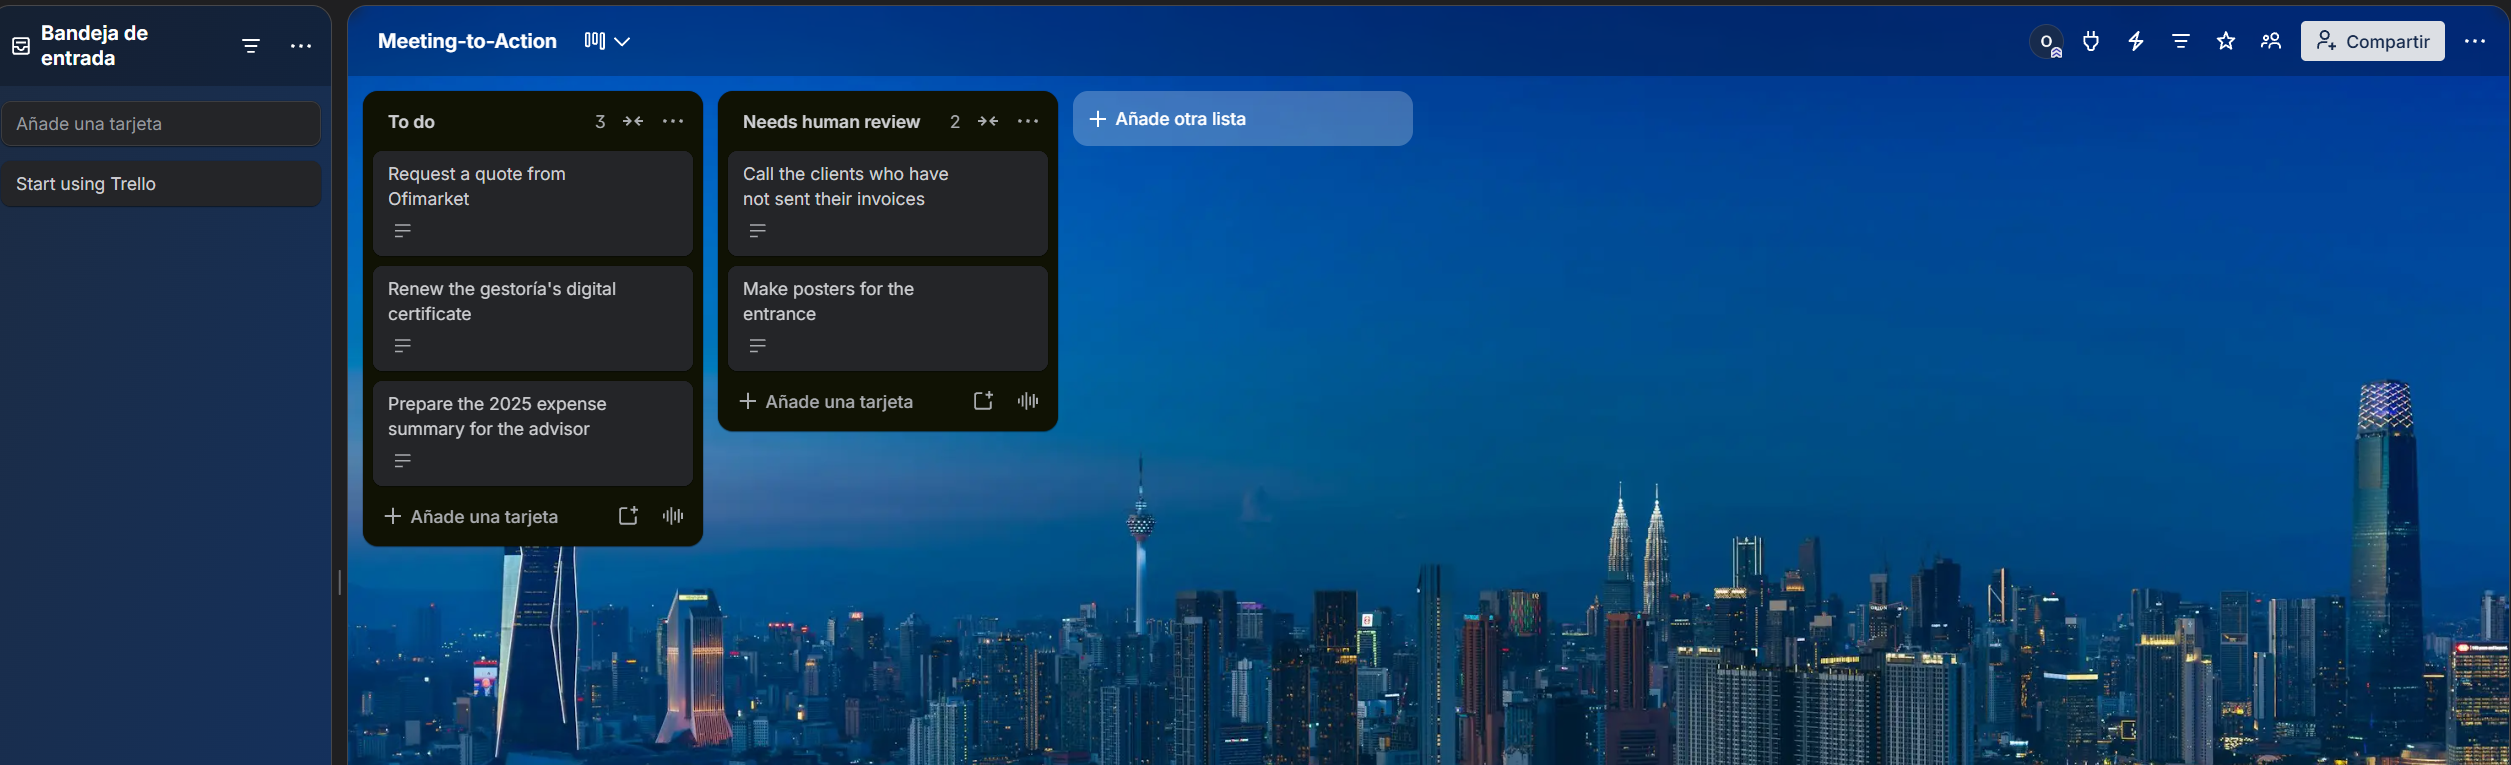 Bandeja de
entrada
Añade una tarjeta
Start using Trello
Meeting-to-Action
O
Compartir
To do
3
Request a quote from
Ofimarket
Renew the gestoría's digital
certificate
Prepare the 2025 expense
summary for the advisor
Añade una tarjeta
Needs human review
2
Call the clients who have
not sent their invoices
Make posters for the
entrance
Añade una tarjeta
Añade otra lista